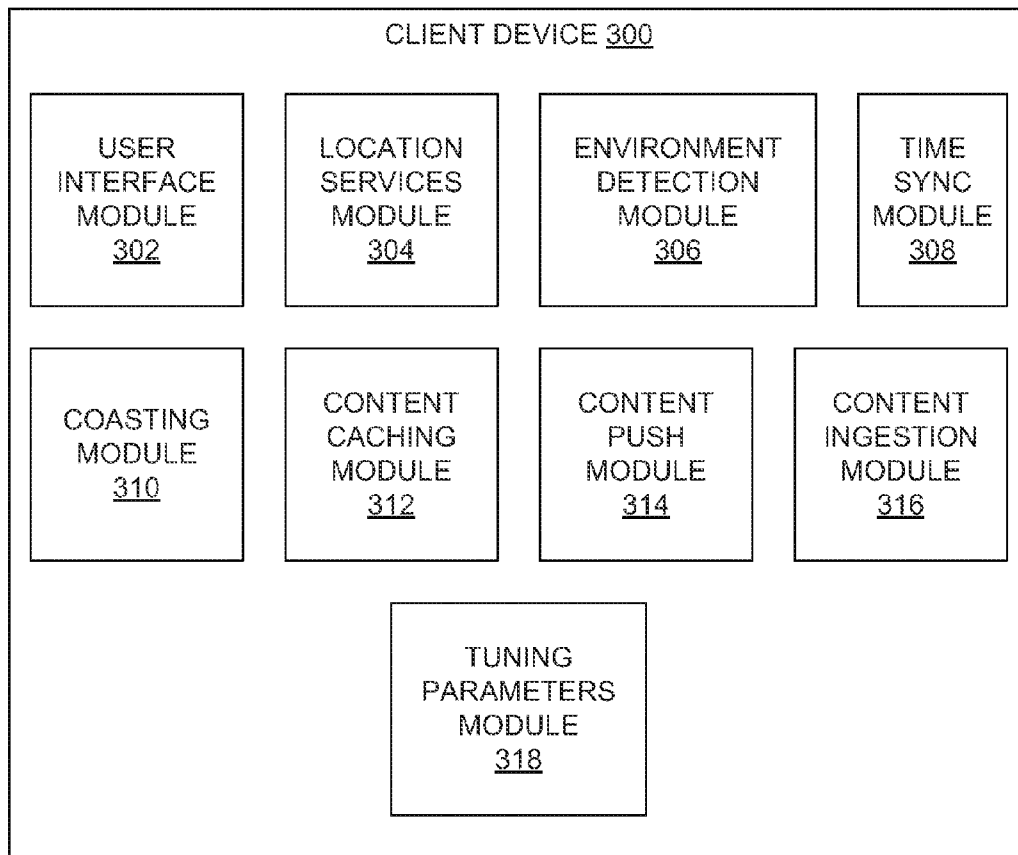 CLIENT DEVICE 300
USER
INTERFACE
MODULE
302
LOCATION
SERVICES
MODULE
304
ENVIRONMENT
DETECTION
MODULE
306
TIME
SYNC
MODULE
308
COASTING
MODULE
310
CONTENT
CACHING
MODULE
312
CONTENT
PUSH
MODULE
314
CONTENT
INGESTION
MODULE
316
TUNING
PARAMETERS
MODULE
318